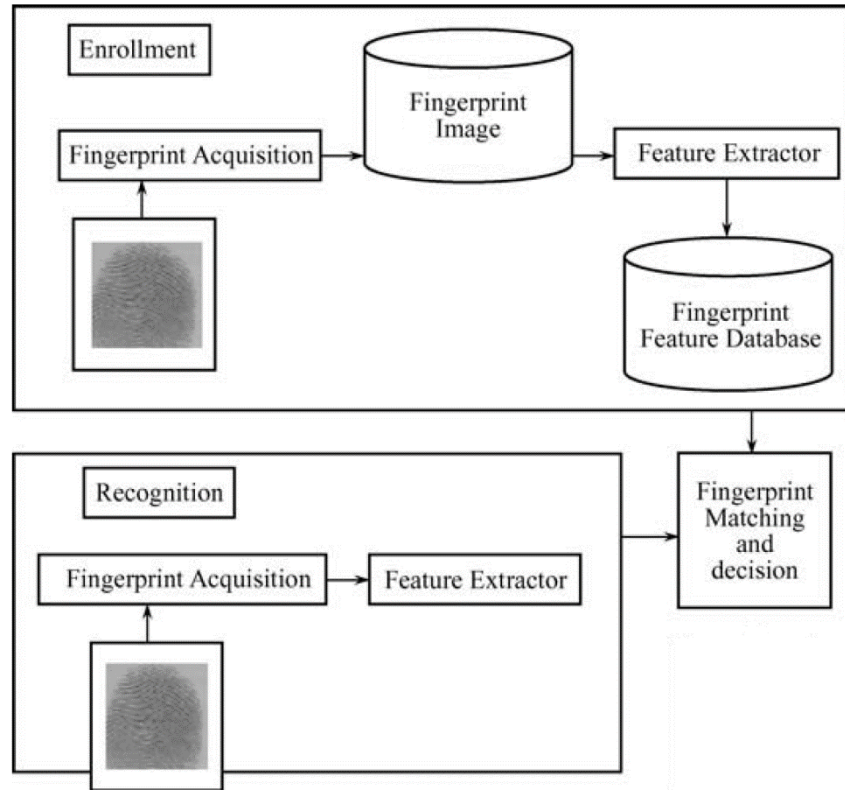 Enrollment
Fingerprint
Image
Fingerprint Acquisition
Feature Extractor
Fingerprint
Feature Database
Recognition
Fingerprint Acquisition
Feature Extractor
Fingerprint
Matching
and
decision